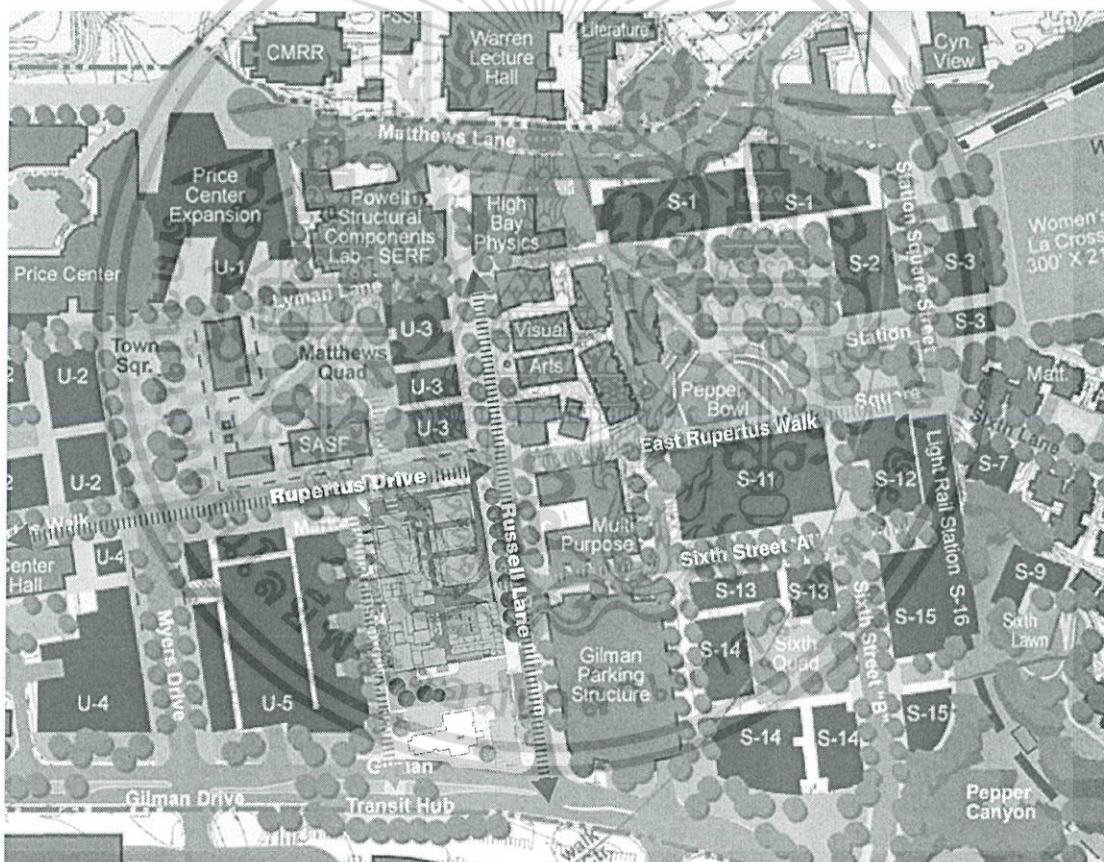 CMRR
PSSL
Warren
Lecture
Hall
Literature
Cyn.
View
Matthews Lane
Price
Center
Expansion
Powell
Structural
Components
Lab - SERF
High
Bay
Physics
S-1
S-1
Station Square Street
Women's
La Crosse
Price Center
U-1
S-2
S-3
Lyman Lane
U-3
S-3
Town
Sqr.
Matthews
Quad
Visual
Arts
Station
Square
U-2
U-3
Pepper
Bowl
Matt.
SASF
U-3
East Rupertus Walk
Sixth Lane
U-2
Rupertus Drive
S-11
S-12
Light Rail Station S-16
S-7
Walk
Russell Lane
Multi
Purpose
Center
Hall
U-4
Sixth Street "A"
S-13
S-13
S-9
Myers Drive
S-15
Sixth
Lawn
U-4
U-5
Gilman
Parking
Structure
S-14
Sixth
Quad
Sixth Street "B"
S-14
S-14
S-15
Gilman Drive
Transit Hub
Pepper
Canyon